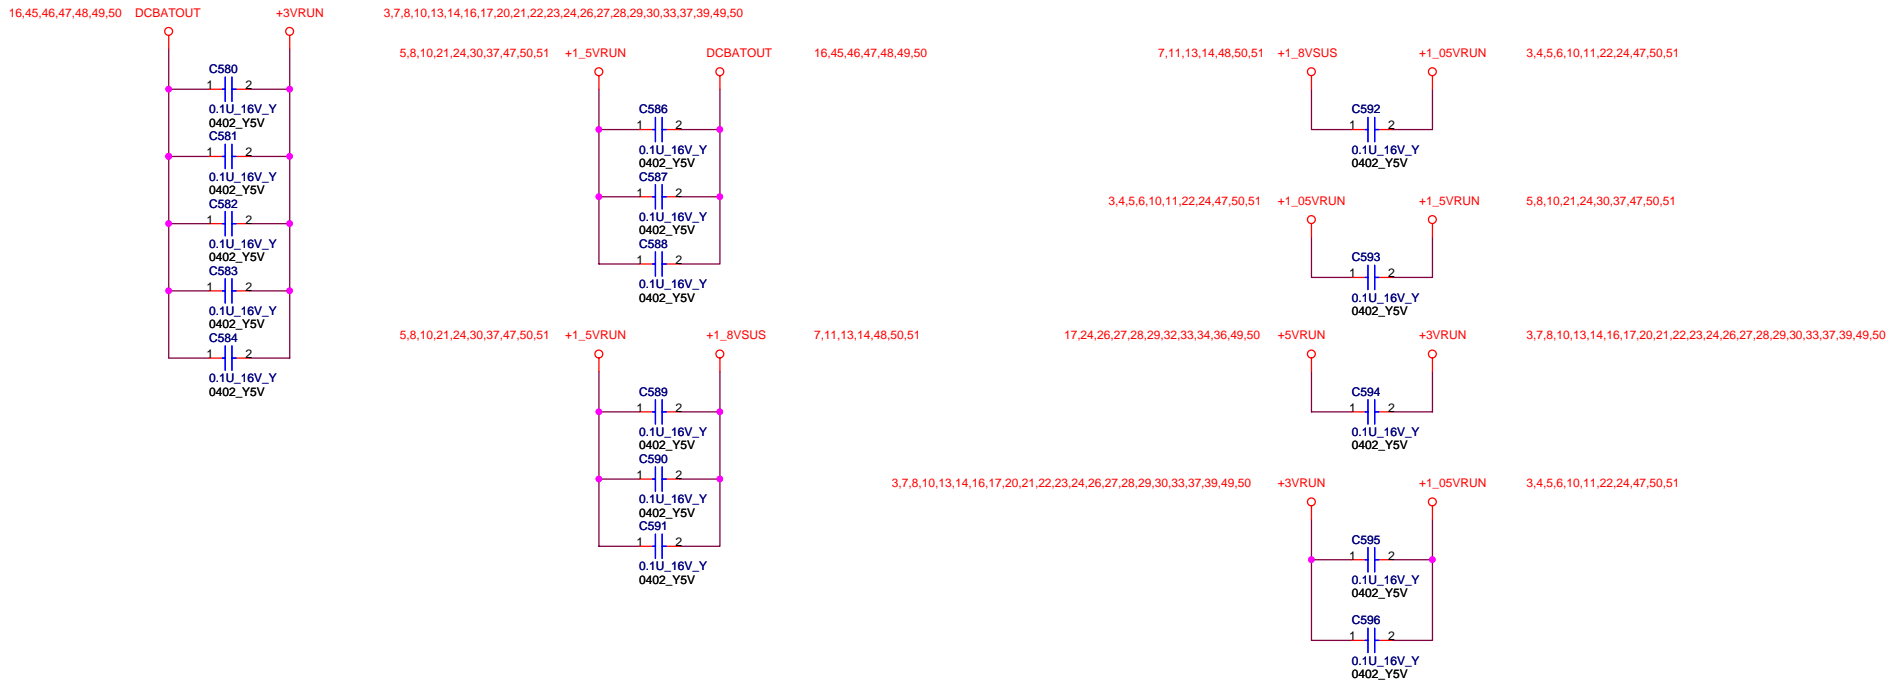 16,45,46,47,48,49,50 DCBATOUT +3VRUN 3,7,8,10,13,14,16,17,20,21,22,23,24,26,27,28,29,30,33,37,39,49,50
C580
1 2
0.1U_16V_Y
0402_Y5V
C581
1 2
0.1U_16V_Y
0402_Y5V
C582
1 2
0.1U_16V_Y
0402_Y5V
C583
1 2
0.1U_16V_Y
0402_Y5V
C584
1 2
0.1U_16V_Y
0402_Y5V
5,8,10,21,24,30,37,47,50,51 +1_5VRUN DCBATOUT 16,45,46,47,48,49,50
C586
1 2
0.1U_16V_Y
0402_Y5V
C587
1 2
0.1U_16V_Y
0402_Y5V
C588
1 2
0.1U_16V_Y
0402_Y5V
5,8,10,21,24,30,37,47,50,51 +1_5VRUN +1_8VSUS 7,11,13,14,48,50,51
C589
1 2
0.1U_16V_Y
0402_Y5V
C590
1 2
0.1U_16V_Y
0402_Y5V
C591
1 2
0.1U_16V_Y
0402_Y5V
7,11,13,14,48,50,51 +1_8VSUS +1_05VRUN 3,4,5,6,10,11,22,24,47,50,51
C592
1 2
0.1U_16V_Y
0402_Y5V
3,4,5,6,10,11,22,24,47,50,51 +1_05VRUN +1_5VRUN 5,8,10,21,24,30,37,47,50,51
C593
1 2
0.1U_16V_Y
0402_Y5V
17,24,26,27,28,29,32,33,34,36,49,50 +5VRUN +3VRUN 3,7,8,10,13,14,16,17,20,21,22,23,24,26,27,28,29,30,33,37,39,49,50
C594
1 2
0.1U_16V_Y
0402_Y5V
3,7,8,10,13,14,16,17,20,21,22,23,24,26,27,28,29,30,33,37,39,49,50 +3VRUN +1_05VRUN 3,4,5,6,10,11,22,24,47,50,51
C595
1 2
0.1U_16V_Y
0402_Y5V
C596
1 2
0.1U_16V_Y
0402_Y5V